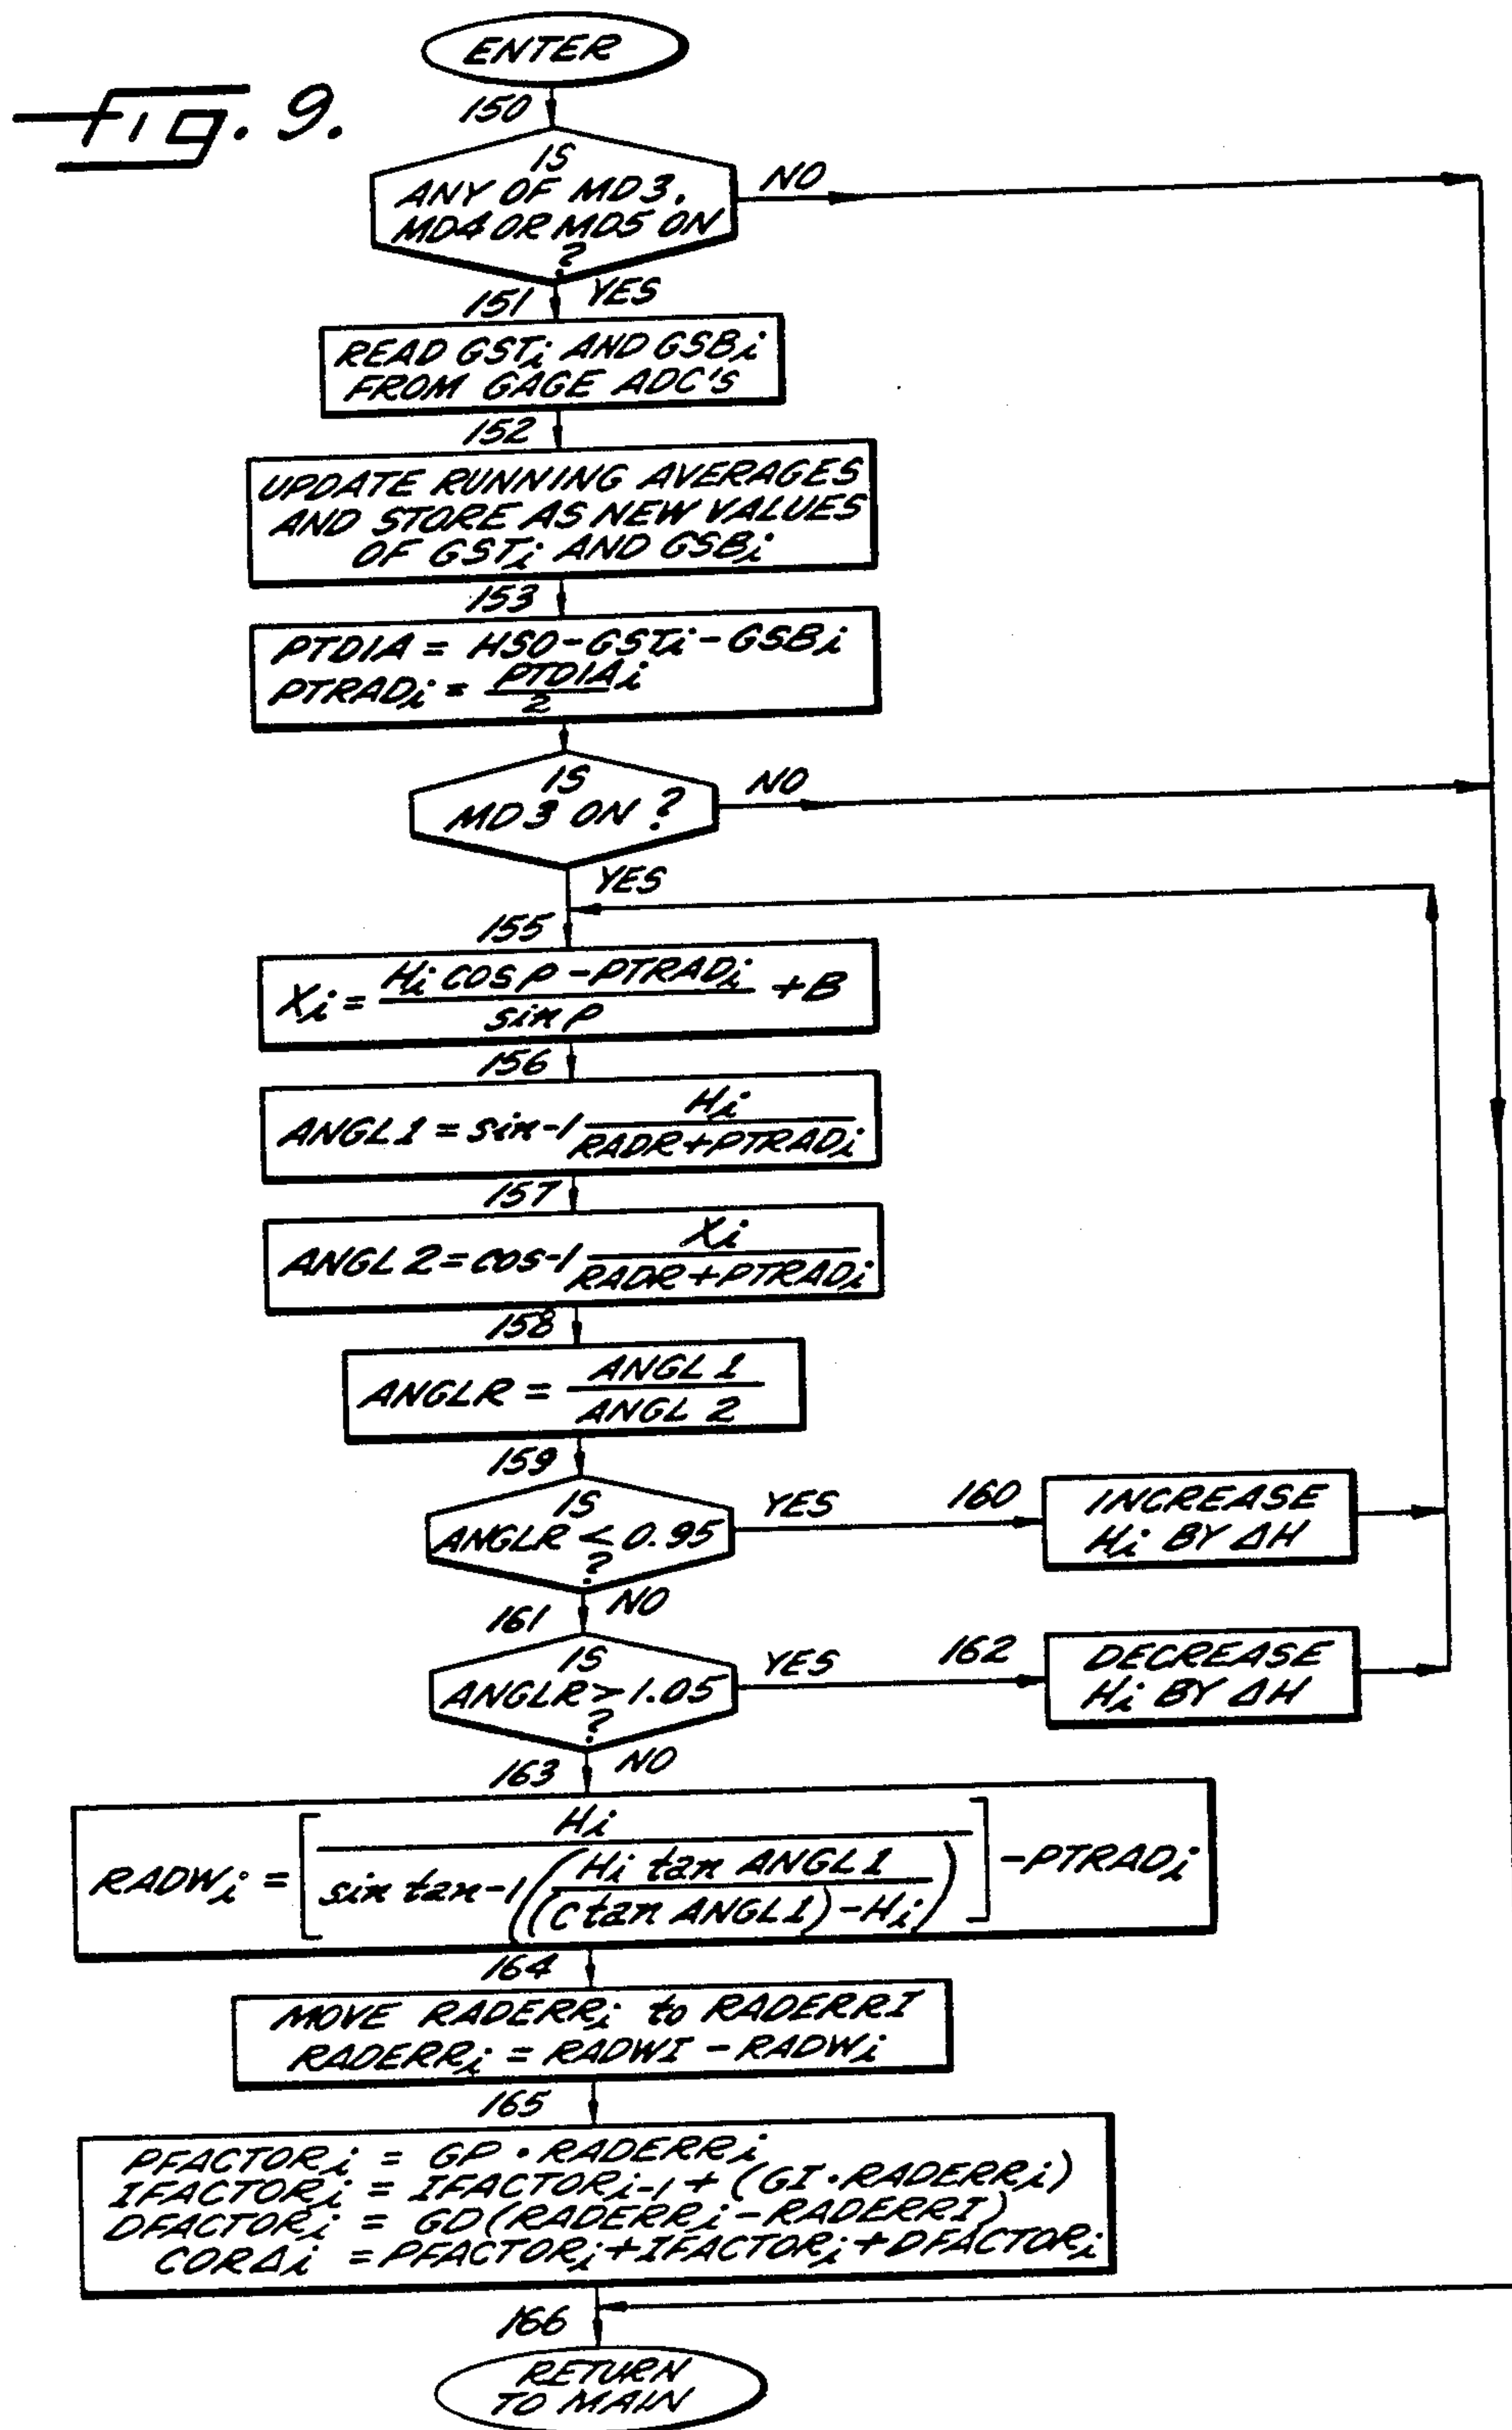 Fig. 9.
ENTER
150
IS
ANY OF MD3,
MD4 OR MD5 ON
?
NO
151
YES
READ GSTi AND GSBi
FROM GAGE ADC'S
152
UPDATE RUNNING AVERAGES
AND STORE AS NEW VALUES
OF GSTi AND GSBi
153
PTDIA = HSO-GSTi-GSBi
PTRADi = PTDIAi / 2
IS
MD3 ON ?
NO
YES
155
Xi = Hi COS P - PTRADi / sin P + B
156
ANGL1 = sin-1 Hi / RADR+PTRADi
157
ANGL 2 = cos-1 Xi / RADR+PTRADi
158
ANGLR = ANGL 1 / ANGL 2
159
IS
ANGLR < 0.95
?
YES
160
INCREASE
Hi BY ΔH
NO
161
IS
ANGLR > 1.05
?
YES
162
DECREASE
Hi BY ΔH
163
NO
RADWi = [Hi / sin tan-1 (Hi tan ANGL1 / (C tan ANGL1) - Hi)] - PTRADi
164
MOVE RADERRi to RADERRI
RADERRi = RADWI - RADWi
165
PFACTORi = GP • RADERRi
IFACTORi = IFACTORi-1 + (GI • RADERRi)
DFACTORi = GD(RADERRi - RADERRI)
CORΔi = PFACTORi + IFACTORi + DFACTORi
166
RETURN
TO MAIN